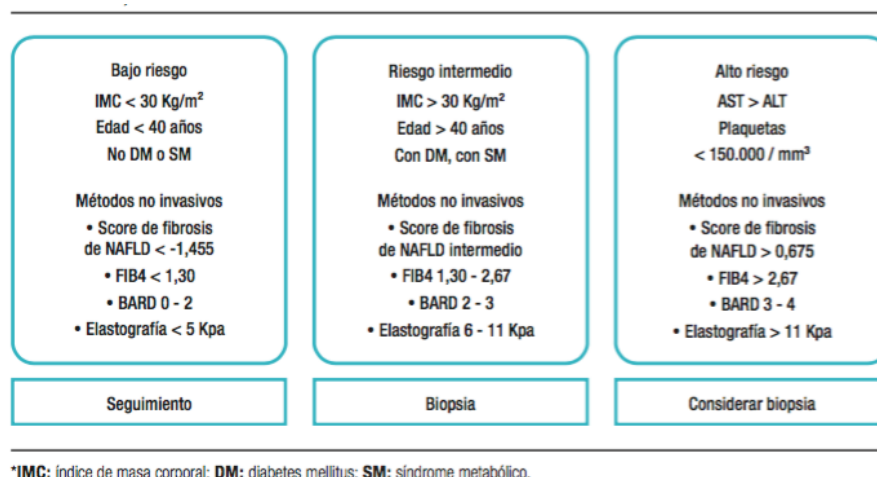 Bajo riesgo
IMC < 30 Kg/m²
Edad < 40 años
No DM o SM
Métodos no invasivos
• Score de fibrosis
de NAFLD < -1,455
• FIB4 < 1,30
• BARD 0 - 2
• Elastografía < 5 Kpa
Seguimiento
Riesgo intermedio
IMC > 30 Kg/m²
Edad > 40 años
Con DM, con SM
Métodos no invasivos
• Score de fibrosis
de NAFLD intermedio
• FIB4 1,30 - 2,67
• BARD 2 - 3
• Elastografía 6 - 11 Kpa
Biopsia
Alto riesgo
AST > ALT
Plaquetas
< 150.000 / mm³
Métodos no invasivos
• Score de fibrosis
de NAFLD > 0,675
• FIB4 > 2,67
• BARD 3 - 4
• Elastografía > 11 Kpa
Considerar biopsia
*IMC: índice de masa corporal; DM: diabetes mellitus; SM: síndrome metabólico.